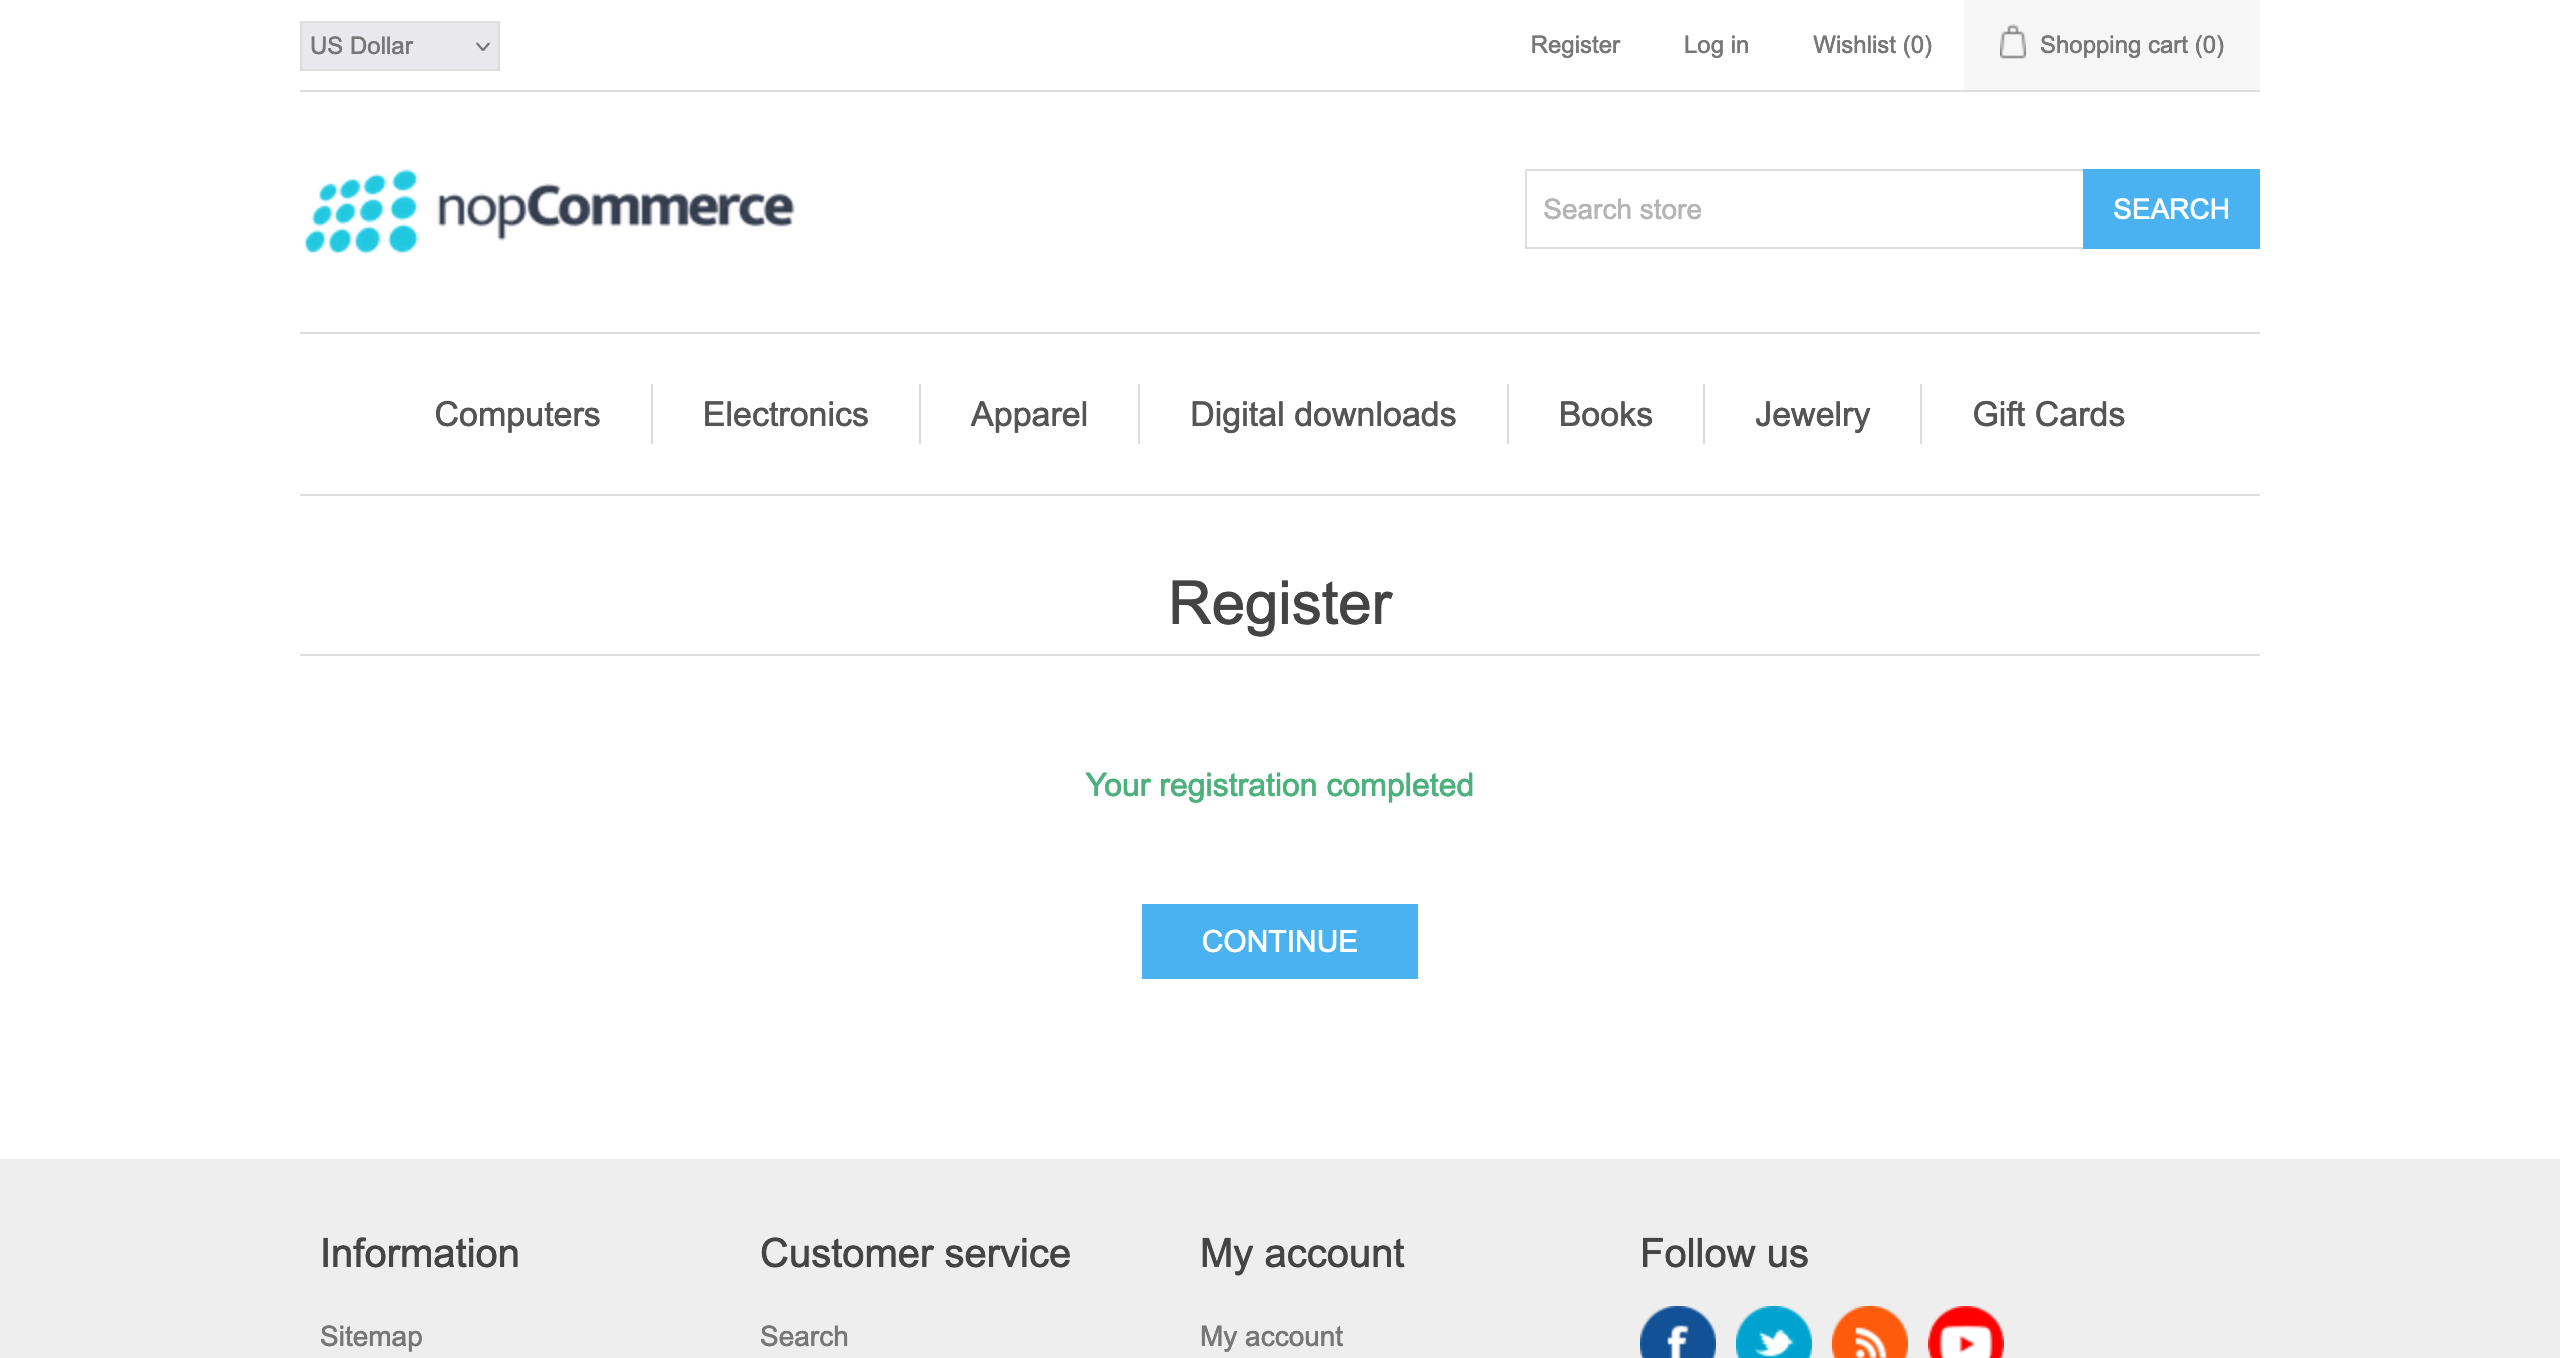 US Dollar
Register
Log in
Wishlist (0)
Shopping cart (0)
nopCommerce
Search store
SEARCH
Computers
Electronics
Apparel
Digital downloads
Books
Jewelry
Gift Cards
Register
Your registration completed
CONTINUE
Information
Customer service
My account
Follow us
Sitemap
Search
My account